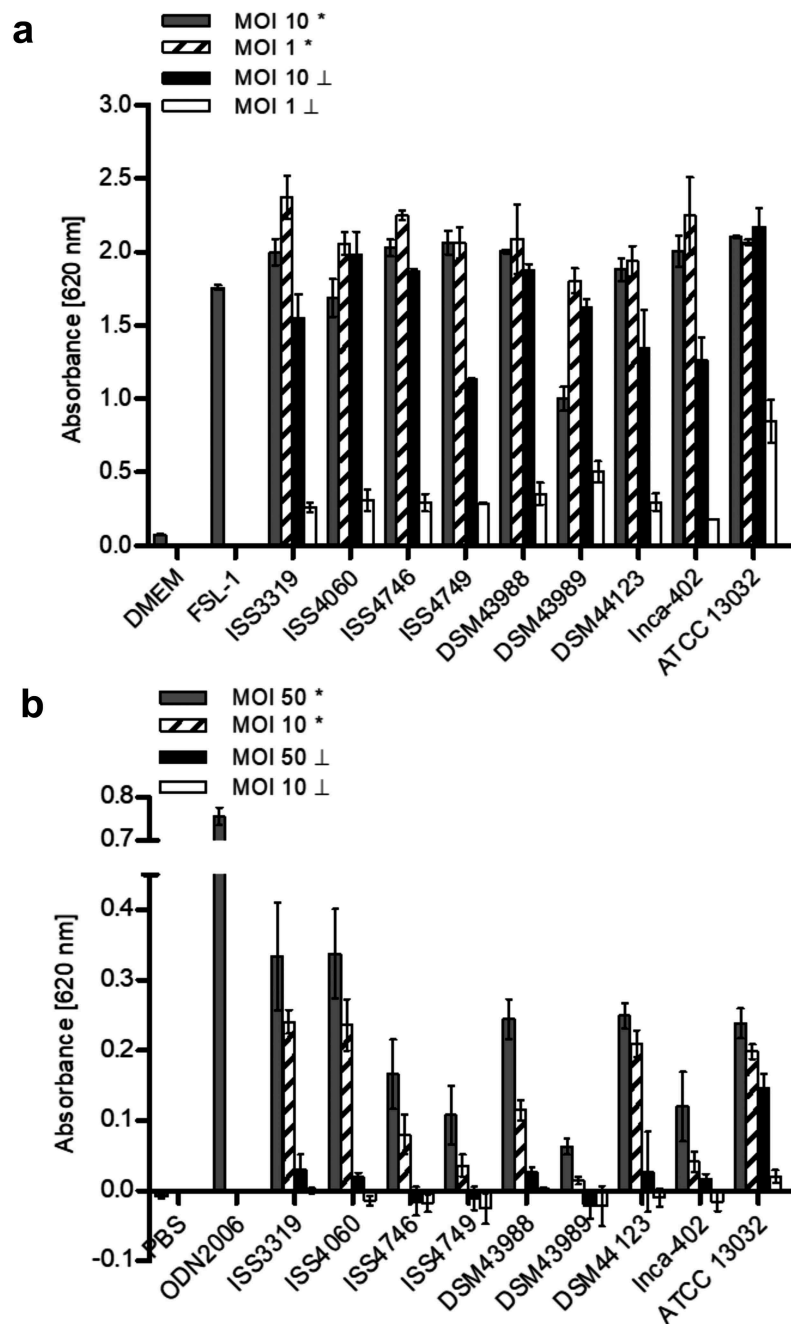 a
MOI 10 *
MOI 1 *
MOI 10 ⊥
MOI 1 ⊥
Absorbance [620 nm]
3.0
2.5
2.0
1.5
1.0
0.5
0.0
DMEM
FSL-1
ISS3319
ISS4060
ISS4746
ISS4749
DSM43988
DSM43989
DSM44123
Inca-402
ATCC 13032
b
MOI 50 *
MOI 10 *
MOI 50 ⊥
MOI 10 ⊥
Absorbance [620 nm]
0.8
0.7
0.4
0.3
0.2
0.1
0.0
-0.1
PBS
ODN2006
ISS3319
ISS4060
ISS4746
ISS4749
DSM43988
DSM43989
DSM44123
Inca-402
ATCC 13032